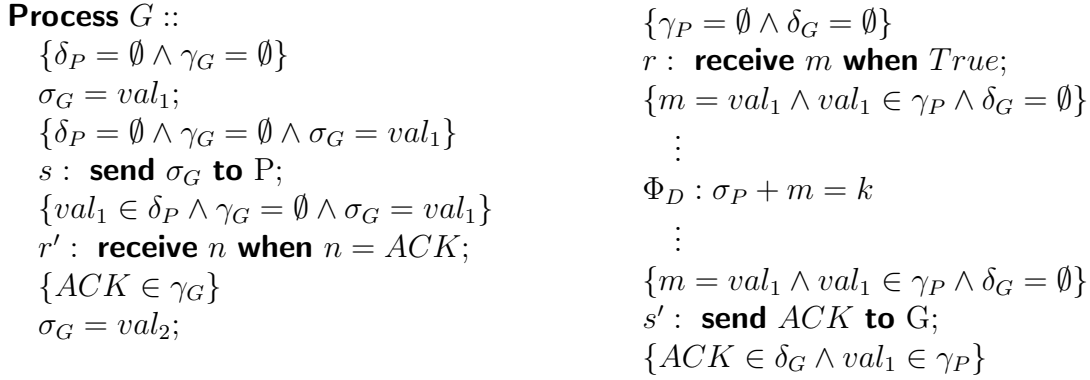 Process G ::
{δ_P = ∅ ∧ γ_G = ∅}
σ_G = val_1;
{δ_P = ∅ ∧ γ_G = ∅ ∧ σ_G = val_1}
s : send σ_G to P;
{val_1 ∈ δ_P ∧ γ_G = ∅ ∧ σ_G = val_1}
r′ : receive n when n = ACK;
{ACK ∈ γ_G}
σ_G = val_2;
{γ_P = ∅ ∧ δ_G = ∅}
r : receive m when True;
{m = val_1 ∧ val_1 ∈ γ_P ∧ δ_G = ∅}
⋮
Φ_D : σ_P + m = k
⋮
{m = val_1 ∧ val_1 ∈ γ_P ∧ δ_G = ∅}
s′ : send ACK to G;
{ACK ∈ δ_G ∧ val_1 ∈ γ_P}